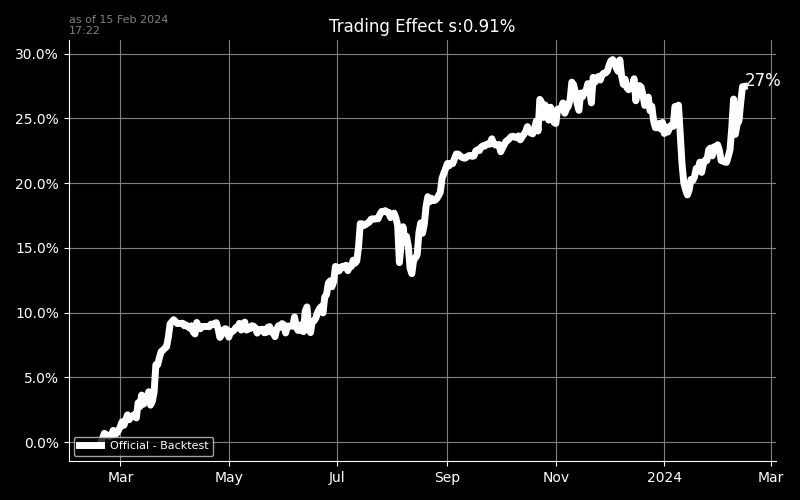 as of 15 Feb 2024
17:22
Trading Effect s:0.91%
30.0%
25.0%
20.0%
15.0%
10.0%
5.0%
0.0%
27%
Official - Backtest
Mar
May
Jul
Sep
Nov
2024
Mar